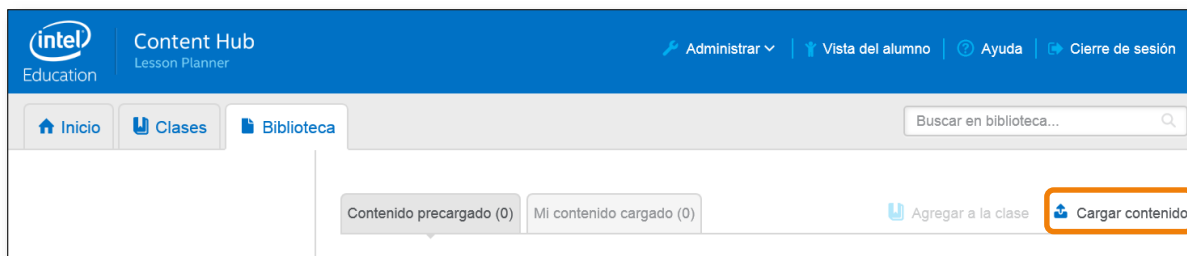 intel Education
Content Hub
Lesson Planner
Administrar
Vista del alumno
Ayuda
Cierre de sesión
Inicio
Clases
Biblioteca
Buscar en biblioteca...
Contenido precargado (0)
Mi contenido cargado (0)
Agregar a la clase
Cargar contenido